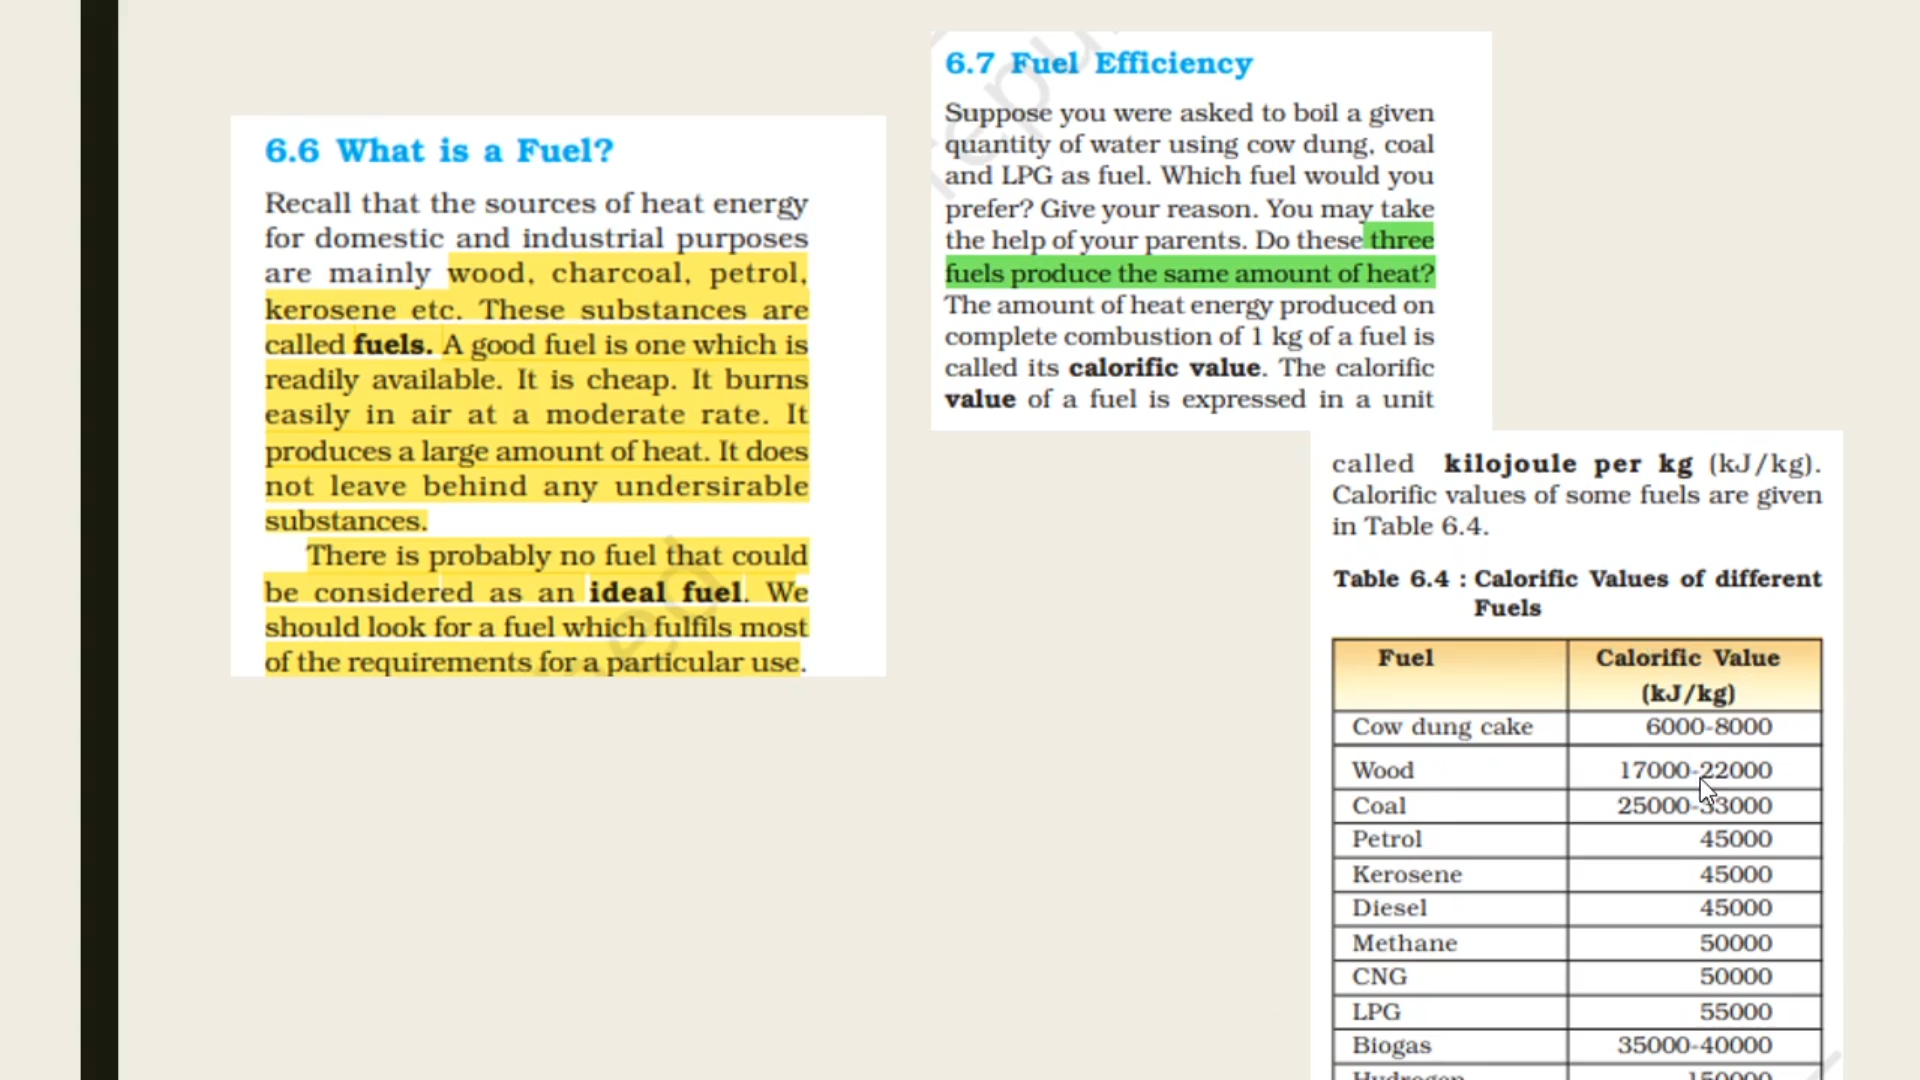 6.6 What is a Fuel?
Recall that the sources of heat energy
for domestic and industrial purposes
are mainly wood, charcoal, petrol,
kerosene etc. These substances are
called fuels. A good fuel is one which is
readily available. It is cheap. It burns
easily in air at a moderate rate. It
produces a large amount of heat. It does
not leave behind any undersirable
substances.
There is probably no fuel that could
be considered as an ideal fuel. We
should look for a fuel which fulfils most
of the requirements for a particular use.
6.7 Fuel Efficiency
Suppose you were asked to boil a given
quantity of water using cow dung, coal
and LPG as fuel. Which fuel would you
prefer? Give your reason. You may take
the help of your parents. Do these three
fuels produce the same amount of heat?
The amount of heat energy produced on
complete combustion of 1 kg of a fuel is
called its calorific value. The calorific
value of a fuel is expressed in a unit
called kilojoule per kg (kJ/kg).
Calorific values of some fuels are given
in Table 6.4.
Table 6.4 : Calorific Values of different
Fuels
Fuel Calorific Value
(kJ/kg)
Cow dung cake 6000-8000
Wood 17000-22000
Coal 25000-33000
Petrol 45000
Kerosene 45000
Diesel 45000
Methane 50000
CNG 50000
LPG 55000
Biogas 35000-40000
Hydrogen 150000